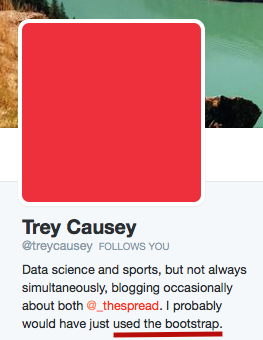 Trey Causey
@treycausey FOLLOWS YOU
Data science and sports, but not always
simultaneously, blogging occasionally
about both @_thespread. I probably
would have just used the bootstrap.